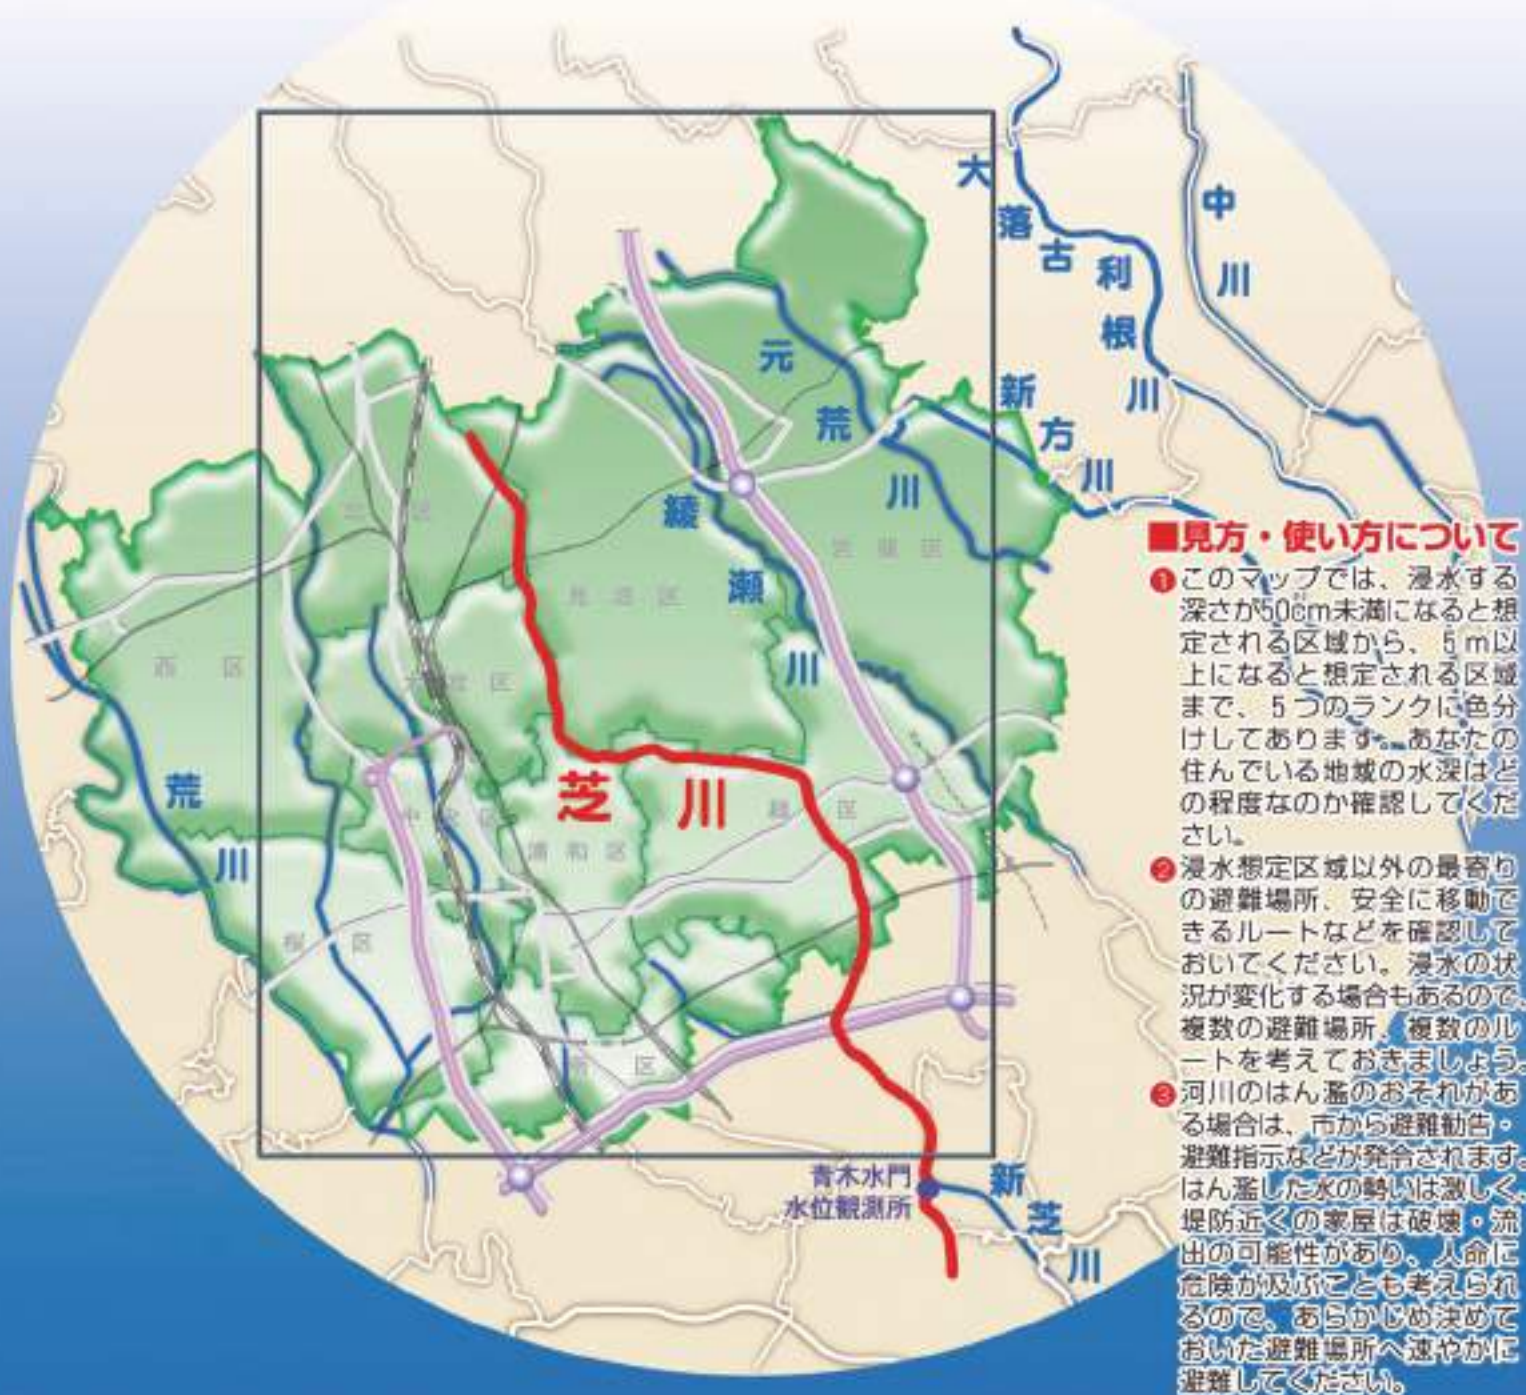 大落古利根川
中川
元荒川
新方川
綾瀬川
岩槻区
見沼区
西区
荒川
芝川
緑区
浦和区
桜区
青木水門
水位観測所
新芝川
■見方・使い方について
❶このマップでは、浸水する
深さが50cm未満になると想
定される区域から、5m以
上になると想定される区域
まで、5つのランクに色分
けしてあります。あなたの
住んでいる地域の水深はど
の程度なのか確認してくだ
さい。
❷浸水想定区域以外の最寄り
の避難場所、安全に移動で
きるルートなどを確認して
おいてください。浸水の状
況が変化する場合もあるので、
複数の避難場所、複数のル
ートを考えておきましょう。
❸河川のはん濫のおそれがあ
る場合は、市から避難勧告・
避難指示などが発令されます。
はん濫した水の勢いは激しく、
堤防近くの家屋は破壊・流
出の可能性があり、人命に
危険が及ぶことも考えられ
るので、あらかじめ決めて
おいた避難場所へ速やかに
避難してください。